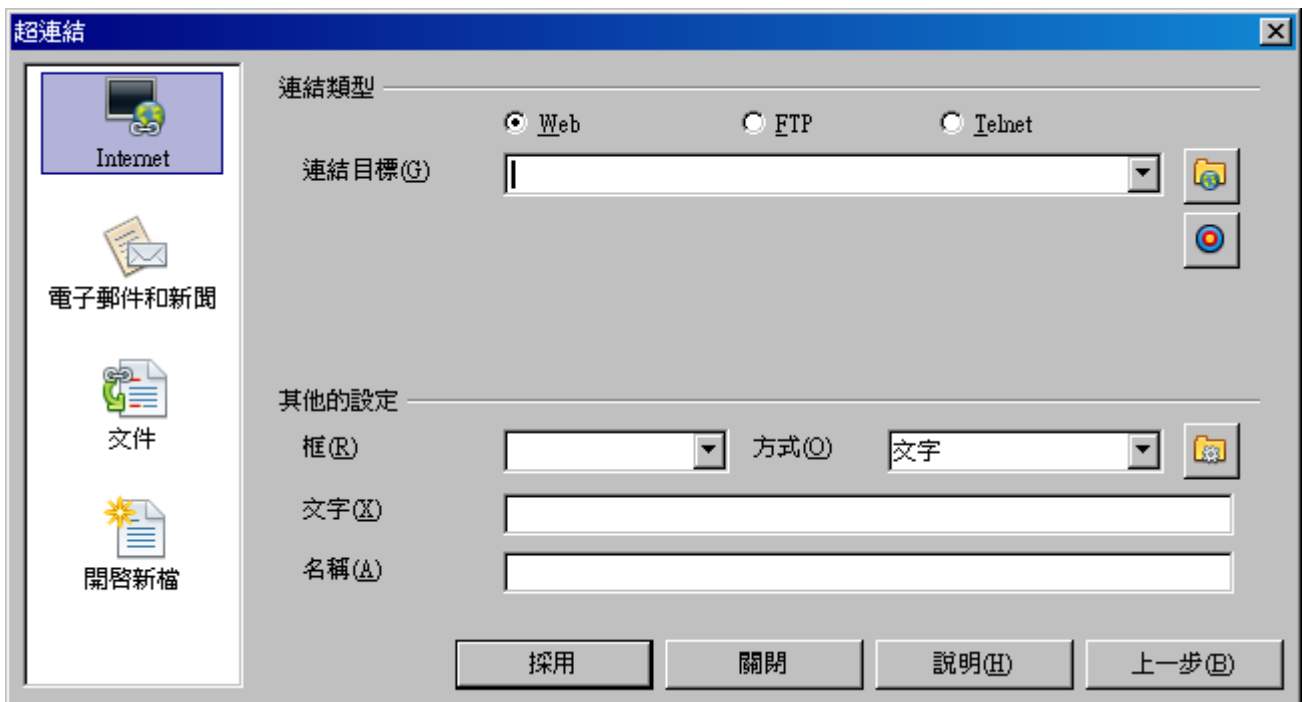 超連結
Internet
電子郵件和新聞
文件
開啓新檔
連結類型
Web FTP Telnet
連結目標(G)
其他的設定
框(R) 方式(O) 文字
文字(X)
名稱(A)
採用 關閉 說明(H) 上一步(B)